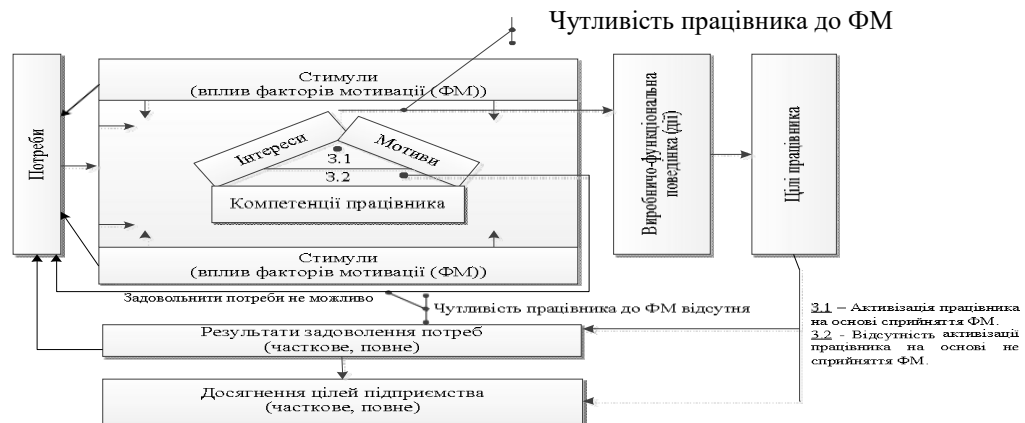 Чутливість працівника до ФМ
Потреби
Стимули
(вплив факторів мотивації (ФМ))
Інтереси
Мотиви
3.1
3.2
Компетенції працівника
Стимули
(вплив факторів мотивації (ФМ))
Виробничо-функціональна
поведінка (дії)
Цілі працівника
Задовольнити потреби не можливо
Чутливість працівника до ФМ відсутня
Результати задоволення потреб
(часткове, повне)
Досягнення цілей підприємства
(часткове, повне)
3.1 – Активізація працівника
на основі сприйняття ФМ.
3.2 - Відсутність активізації
працівника на основі не
сприйняття ФМ.